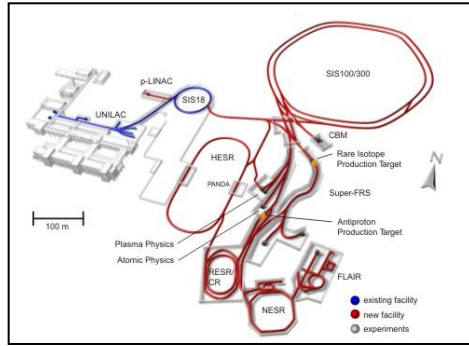 p-LINAC
SIS18
UNILAC
SIS100/300
CBM
Rare Isotope
Production Target
HESR
PANDA
Super-FRS
100 m
Plasma Physics
Atomic Physics
Antiproton
Production Target
RESR/
CR
FLAIR
NESR
existing facility
new facility
experiments
N